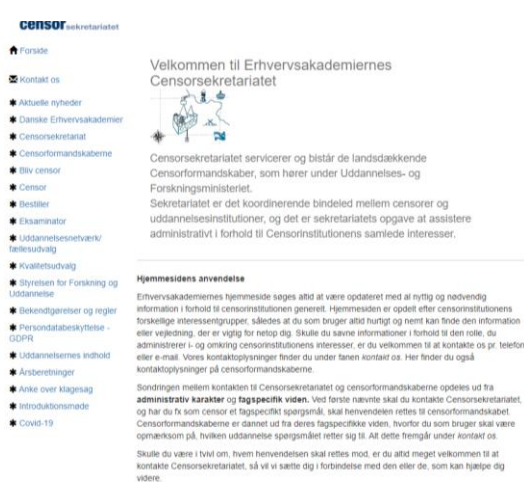 censor sekretariatet
Forside
Kontakt os
Aktuelle nyheder
Danske Erhvervsakademier
Censorsekretariat
Censorformandskaberne
Bliv censor
Censor
Bestiller
Eksaminator
Uddannelsesnetværk/
fællesudvalg
Kvalitetsudvalg
Styrelsen for Forskning og
Uddannelse
Bekendtgørelser og regler
Persondatabeskyttelse -
GDPR
Uddannelsernes indhold
Årsberetninger
Anke over klagesag
Introduktionsmøde
Covid-19
Velkommen til Erhvervsakademiernes
Censorsekretariatet
Censorsekretariatet servicerer og bistår de landsdækkende
Censorformandskaber, som hører under Uddannelses- og
Forskningsministeriet.
Sekretariatet er det koordinerende bindeled mellem censorer og
uddannelsesinstitutioner, og det er sekretariatets opgave at assistere
administrativt i forhold til Censorinstitutionens samlede interesser.
Hjemmesidens anvendelse
Erhvervsakademiernes hjemmeside søges altid at være opdateret med al nyttig og nødvendig
information i forhold til censorinstitutionen generelt. Hjemmesiden er opdelt efter censorinstitutionens
forskellige interessentgrupper, således at du som bruger altid hurtigt og nemt kan finde den information
eller vejledning, der er vigtig for netop dig. Skulle du savne informationer i forhold til den rolle, du
administrerer i- og omkring censorinstitutionens interesser, er du velkommen til at kontakte os pr. telefon
eller e-mail. Vores kontaktoplysninger finder du under fanen kontakt os. Her finder du også
kontaktoplysninger på censorformandskaberne.
Sondringen mellem kontakten til Censorsekretariatet og censorformandskaberne opdeles ud fra
administrativ karakter og fagspecifik viden. Ved første nævnte skal du kontakte Censorsekretariatet,
og har du fx som censor et fagspecifikt spørgsmål, skal henvendelsen rettes til censorformandskabet.
Censorformandskaberne er dannet ud fra deres fagspecifikke viden, hvorfor du som bruger skal være
opmærksom på, hvilken uddannelse spørgsmålet retter sig til. Alt dette fremgår under kontakt os.
Skulle du være i tvivl om, hvem henvendelsen skal rettes mod, er du altid meget velkommen til at
kontakte Censorsekretariatet, så vil vi sætte dig i forbindelse med den eller de, som kan hjælpe dig
videre.